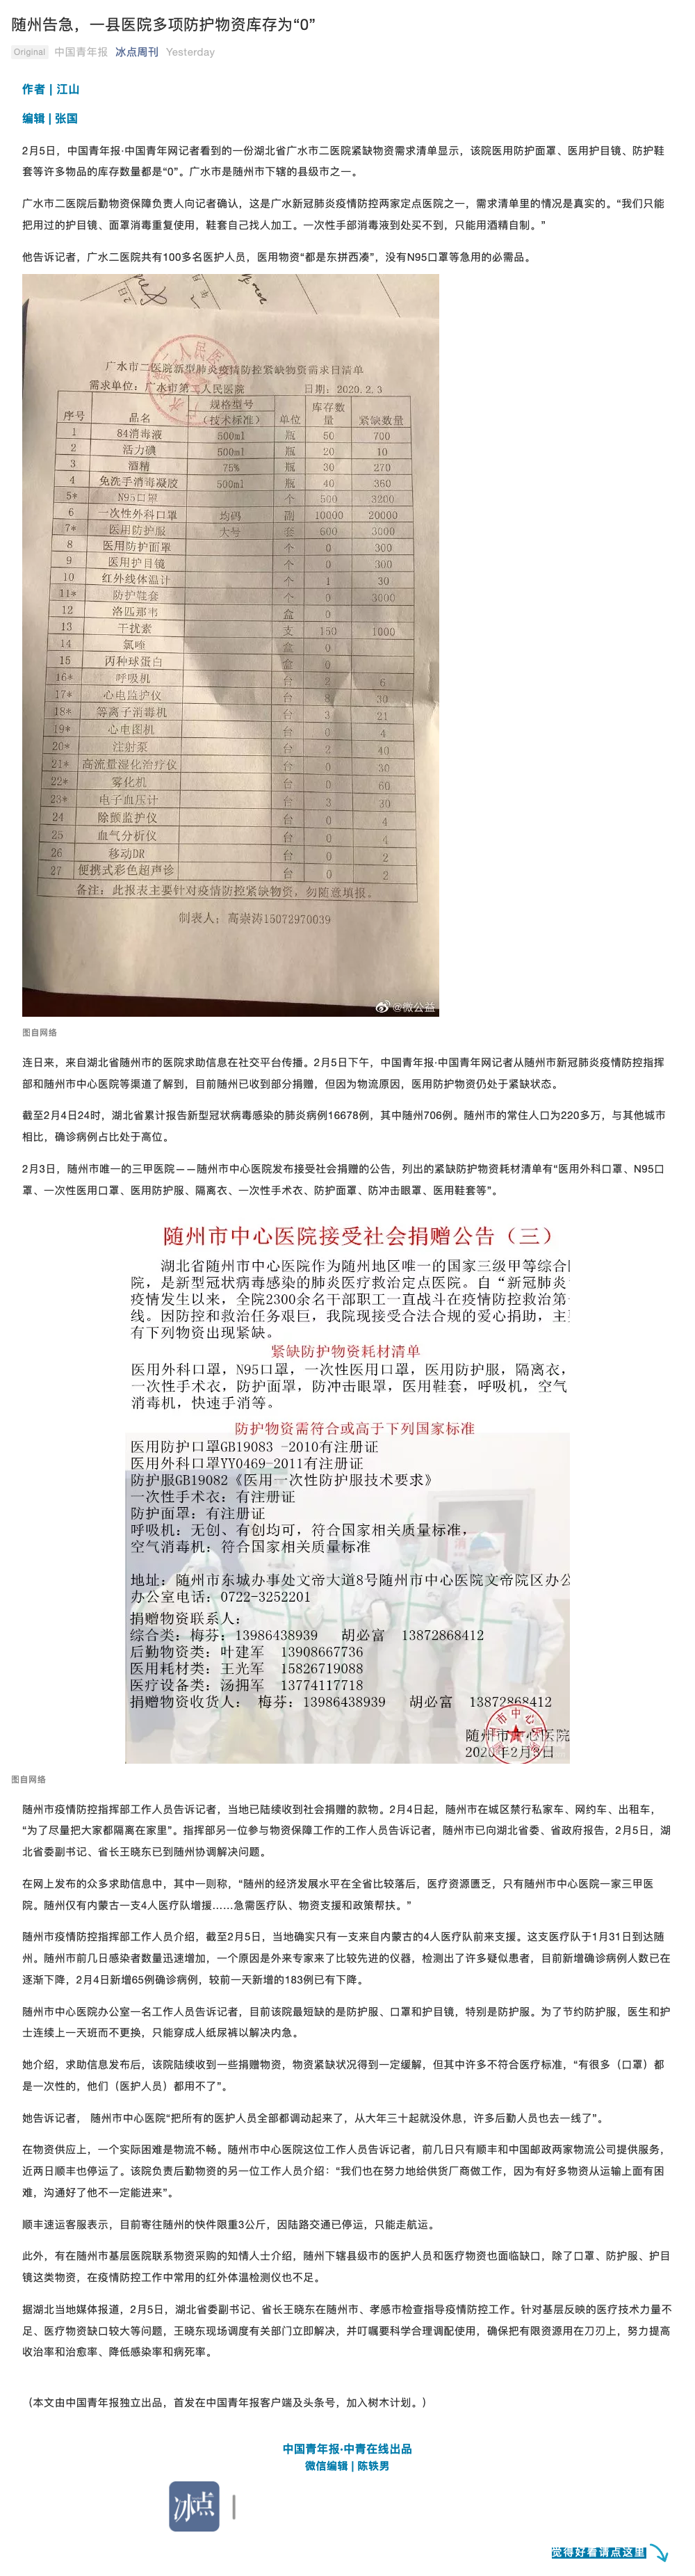 随州告急，一县医院多项防护物资库存为“0”
Original 中国青年报 冰点周刊 Yesterday
作者 | 江山
编辑 | 张国
2月5日，中国青年报·中国青年网记者看到的一份湖北省广水市二医院紧缺物资需求清单显示，该院医用防护面罩、医用护目镜、防护鞋
套等许多物品的库存数量都是“0”。广水市是随州市下辖的县级市之一。
广水市二医院后勤物资保障负责人向记者确认，这是广水新冠肺炎疫情防控两家定点医院之一，需求清单里的情况是真实的。“我们只能
把用过的护目镜、面罩消毒重复使用，鞋套自己找人加工。一次性手部消毒液到处买不到，只能用酒精自制。”
他告诉记者，广水二医院共有100多名医护人员，医用物资“都是东拼西凑”，没有N95口罩等急用的必需品。
广水市二医院新型肺炎疫情防控紧缺物资需求日清单
需求单位：广水市第二人民医院 日期：2020.2.3
序号 品名 规格型号（技术标准） 单位 库存数量 紧缺数量
1 84消毒液 500ml 瓶 50 700
2 活力碘 500ml 瓶 20 10
3 酒精 75% 瓶 30 270
4 免洗手消毒凝胶 500ml 瓶 40 360
5* N95口罩 个 500 3200
6 一次性外科口罩 均码 副 10000 20000
7* 医用防护服 大号 套 600 3000
8 医用防护面罩 个 0 300
9 医用护目镜 个 0 300
10 红外线体温计 个 1 30
11* 防护鞋套 个 0 3000
12 洛匹那韦 盒 0
13 干扰素 支 150 1000
14 氯喹 盒 0
15 丙种球蛋白 盒 0
16* 呼吸机 台 2 6
17* 心电监护仪 台 8 30
18* 等离子消毒机 台 3 21
19* 心电图机 台 0 4
20* 注射泵 台 2 40
21* 高流量湿化治疗仪 台 0 30
22* 雾化机 台 0 60
23* 电子血压计 台 3 30
24 除颤监护仪 台 0 4
25 血气分析仪 台 0 4
26 移动DR 台 0 2
27 便携式彩色超声诊 台 0 2
备注：此报表主要针对疫情防控紧缺物资，勿随意填报。
制表人：高崇涛15072970039
@微公益
图自网络
连日来，来自湖北省随州市的医院求助信息在社交平台传播。2月5日下午，中国青年报·中国青年网记者从随州市新冠肺炎疫情防控指挥
部和随州市中心医院等渠道了解到，目前随州已收到部分捐赠，但因为物流原因，医用防护物资仍处于紧缺状态。
截至2月4日24时，湖北省累计报告新型冠状病毒感染的肺炎病例16678例，其中随州706例。随州市的常住人口为220多万，与其他城市
相比，确诊病例占比处于高位。
2月3日，随州市唯一的三甲医院——随州市中心医院发布接受社会捐赠的公告，列出的紧缺防护物资耗材清单有“医用外科口罩、N95口
罩、一次性医用口罩、医用防护服、隔离衣、一次性手术衣、防护面罩、防冲击眼罩、医用鞋套等”。
随州市中心医院接受社会捐赠公告（三）
湖北省随州市中心医院作为随州地区唯一的国家三级甲等综合
院，是新型冠状病毒感染的肺炎医疗救治定点医院。自“新冠肺炎
疫情发生以来，全院2300余名干部职工一直战斗在疫情防控救治第
线。因防控和救治任务艰巨，我院现接受合法合规的爱心捐助，主
有下列物资出现紧缺。
紧缺防护物资耗材清单
医用外科口罩，N95口罩，一次性医用口罩，医用防护服，隔离衣，
一次性手术衣，防护面罩，防冲击眼罩，医用鞋套，呼吸机，空气
消毒机，快速手消等。
防护物资需符合或高于下列国家标准
医用防护口罩GB19083 -2010有注册证
医用外科口罩YY0469-2011有注册证
防护服GB19082《医用一次性防护服技术要求》
一次性手术衣：有注册证
防护面罩：有注册证
呼吸机：无创、有创均可，符合国家相关质量标准，
空气消毒机：符合国家相关质量标准
地址：随州市东城办事处文帝大道8号随州市中心医院文帝院区办公
办公室电话：0722-3252201
捐赠物资联系人：
综合类：梅芬：13986438939 胡必富 13872868412
后勤物资类：叶建军 13908667736
医用耗材类：王光军 15826719088
医疗设备类：汤拥军 13774117718
捐赠物资收货人： 梅芬：13986438939 胡必富 13872868412
随州市中心医院
2020年2月3日
图自网络
随州市疫情防控指挥部工作人员告诉记者，当地已陆续收到社会捐赠的款物。2月4日起，随州市在城区禁行私家车、网约车、出租车，
“为了尽量把大家都隔离在家里”。指挥部另一位参与物资保障工作的工作人员告诉记者，随州市已向湖北省委、省政府报告，2月5日，湖
北省委副书记、省长王晓东已到随州协调解决问题。
在网上发布的众多求助信息中，其中一则称，“随州的经济发展水平在全省比较落后，医疗资源匮乏，只有随州市中心医院一家三甲医
院。随州仅有内蒙古一支4人医疗队增援……急需医疗队、物资支援和政策帮扶。”
随州市疫情防控指挥部工作人员介绍，截至2月5日，当地确实只有一支来自内蒙古的4人医疗队前来支援。这支医疗队于1月31日到达随
州。随州市前几日感染者数量迅速增加，一个原因是外来专家来了比较先进的仪器，检测出了许多疑似患者，目前新增确诊病例人数已在
逐渐下降，2月4日新增65例确诊病例，较前一天新增的183例已有下降。
随州市中心医院办公室一名工作人员告诉记者，目前该院最短缺的是防护服、口罩和护目镜，特别是防护服。为了节约防护服，医生和护
士连续上一天班而不更换，只能穿成人纸尿裤以解决内急。
她介绍，求助信息发布后，该院陆续收到一些捐赠物资，物资紧缺状况得到一定缓解，但其中许多不符合医疗标准，“有很多（口罩）都
是一次性的，他们（医护人员）都用不了”。
她告诉记者， 随州市中心医院“把所有的医护人员全部都调动起来了，从大年三十起就没休息，许多后勤人员也去一线了”。
在物资供应上，一个实际困难是物流不畅。随州市中心医院这位工作人员告诉记者，前几日只有顺丰和中国邮政两家物流公司提供服务，
近两日顺丰也停运了。该院负责后勤物资的另一位工作人员介绍：“我们也在努力地给供货厂商做工作，因为有好多物资从运输上面有困
难，沟通好了他不一定能进来”。
顺丰速运客服表示，目前寄往随州的快件限重3公斤，因陆路交通已停运，只能走航运。
此外，有在随州市基层医院联系物资采购的知情人士介绍，随州下辖县级市的医护人员和医疗物资也面临缺口，除了口罩、防护服、护目
镜这类物资，在疫情防控工作中常用的红外体温检测仪也不足。
据湖北当地媒体报道，2月5日，湖北省委副书记、省长王晓东在随州市、孝感市检查指导疫情防控工作。针对基层反映的医疗技术力量不
足、医疗物资缺口较大等问题，王晓东现场调度有关部门立即解决，并叮嘱要科学合理调配使用，确保把有限资源用在刀刃上，努力提高
收治率和治愈率、降低感染率和病死率。
（本文由中国青年报独立出品，首发在中国青年报客户端及头条号，加入树木计划。）
中国青年报·中青在线出品
微信编辑 | 陈轶男
冰点
觉得好看请点这里